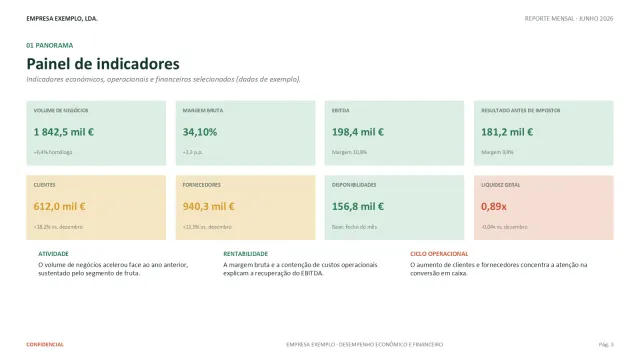 EMPRESA EXEMPLO, LDA.
REPORTE MENSAL · JUNHO 2026
01 PANORAMA
Painel de indicadores
Indicadores económicos, operacionais e financeiros selecionados (dados de exemplo).
VOLUME DE NEGÓCIOS
1 842,5 mil €
+6,4% homólogo
MARGEM BRUTA
34,10%
p.p.
EBITDA
198,4 mil €
Margem 10,8%
RESULTADO ANTES DE IMPOSTOS
181,2 mil €
Margem 9,8%
CLIENTES
612,0 mil €
+18,2% vs. dezembro
FORNECEDORES
940,3 mil €
vs. dezembro
DISPONIBILIDADES
156,8 mil €
Base: fecho do mês
LIQUIDEZ GERAL
0,89x
-0,04x vs. dezembro
ATIVIDADE
O volume de negócios acelerou face ao ano anterior,
sustentado pelo segmento de fruta.
RENTABILIDADE
A margem bruta e a contenção de custos operacionais
explicam a recuperação do EBITDA.
CICLO OPERACIONAL
O aumento de clientes e fornecedores concentra a atenção na
conversão em caixa.
CONFIDENCIAL
EMPRESA EXEMPLO · DESEMPENHO ECONÓMICO E FINANCEIRO
Pág. 3